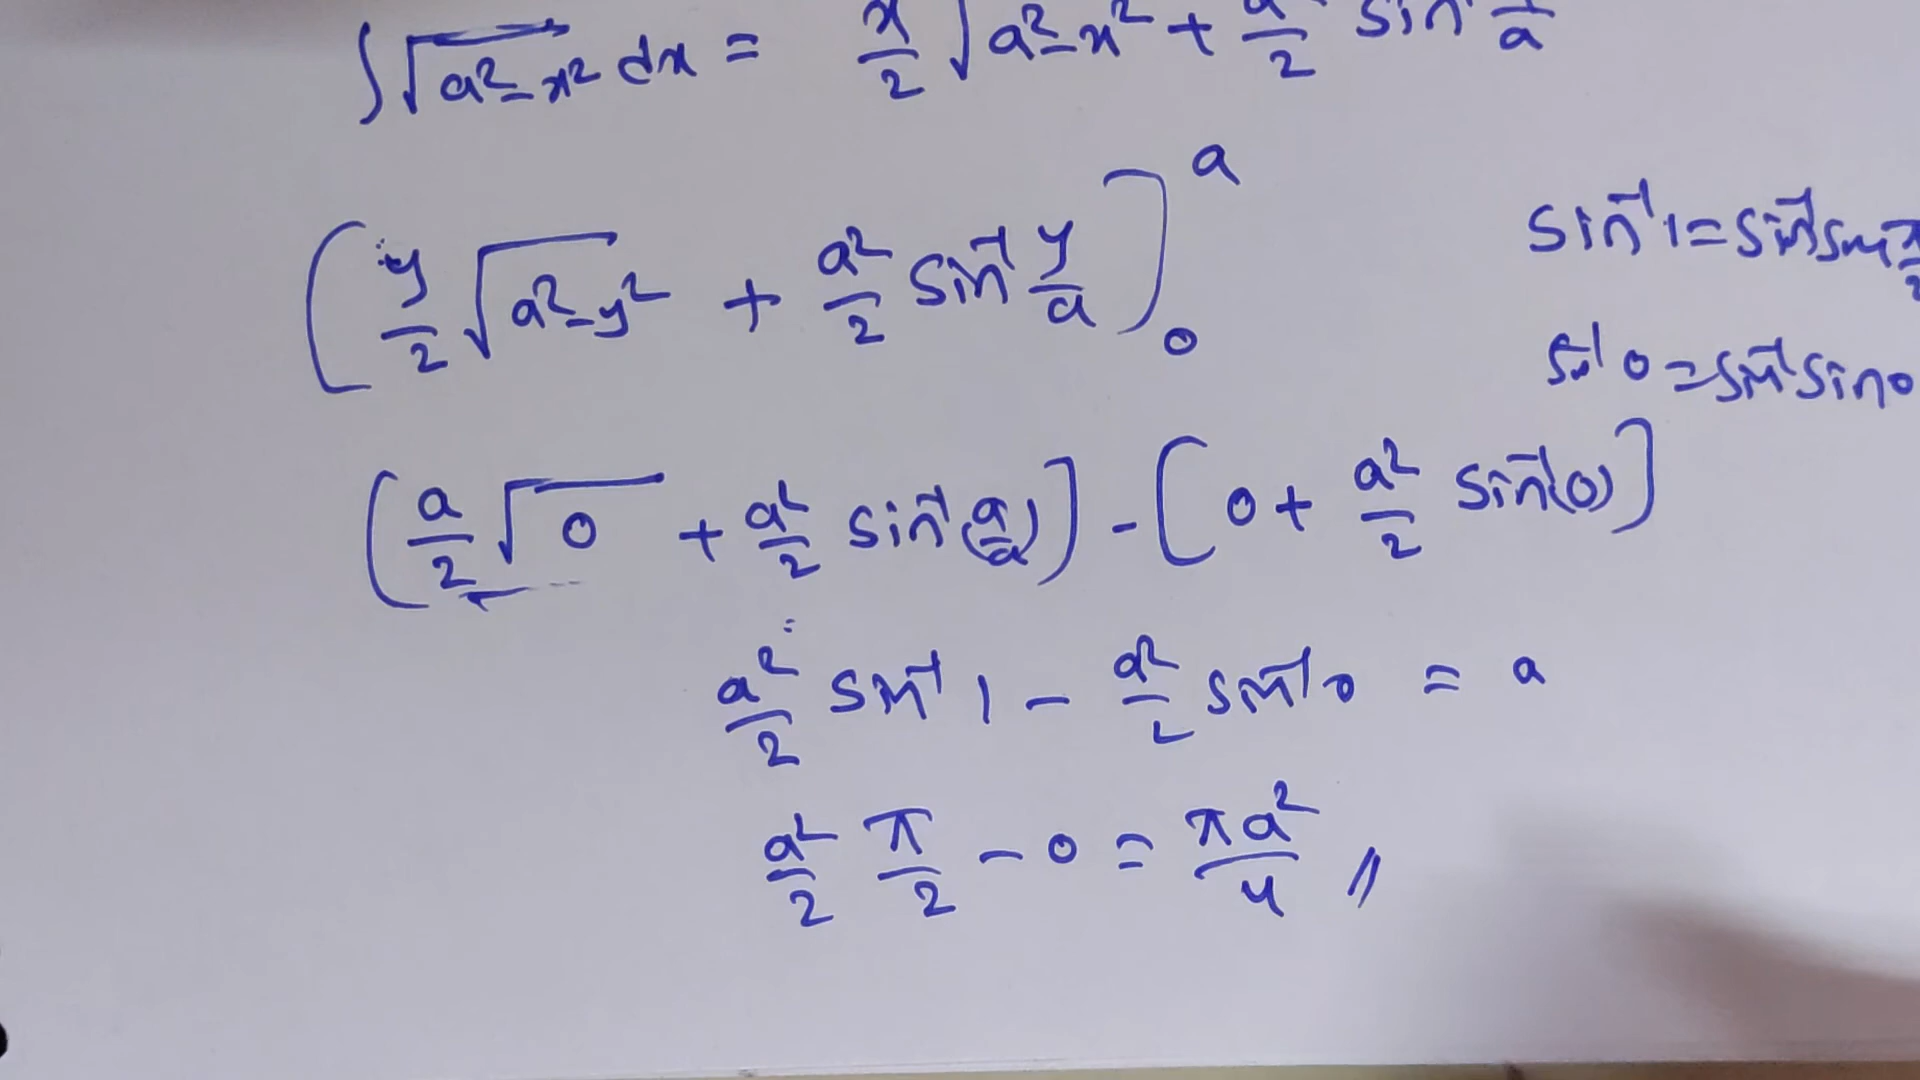 ∫√(a²-x²) dx = x/2 √(a²-x²) + a²/2 sin⁻¹ x/a
[y/2 √(a²-y²) + a²/2 sin⁻¹ y/a]₀ᵃ
sin⁻¹1 = sin⁻¹sin π/2
sin⁻¹0 = sin⁻¹sin0
[a/2 √0 + a²/2 sin⁻¹(a/a)] - [0 + a²/2 sin⁻¹(0)]
a²/2 sin⁻¹1 - a²/2 sin⁻¹0 = a
a²/2 π/2 - 0 = πa²/4 //